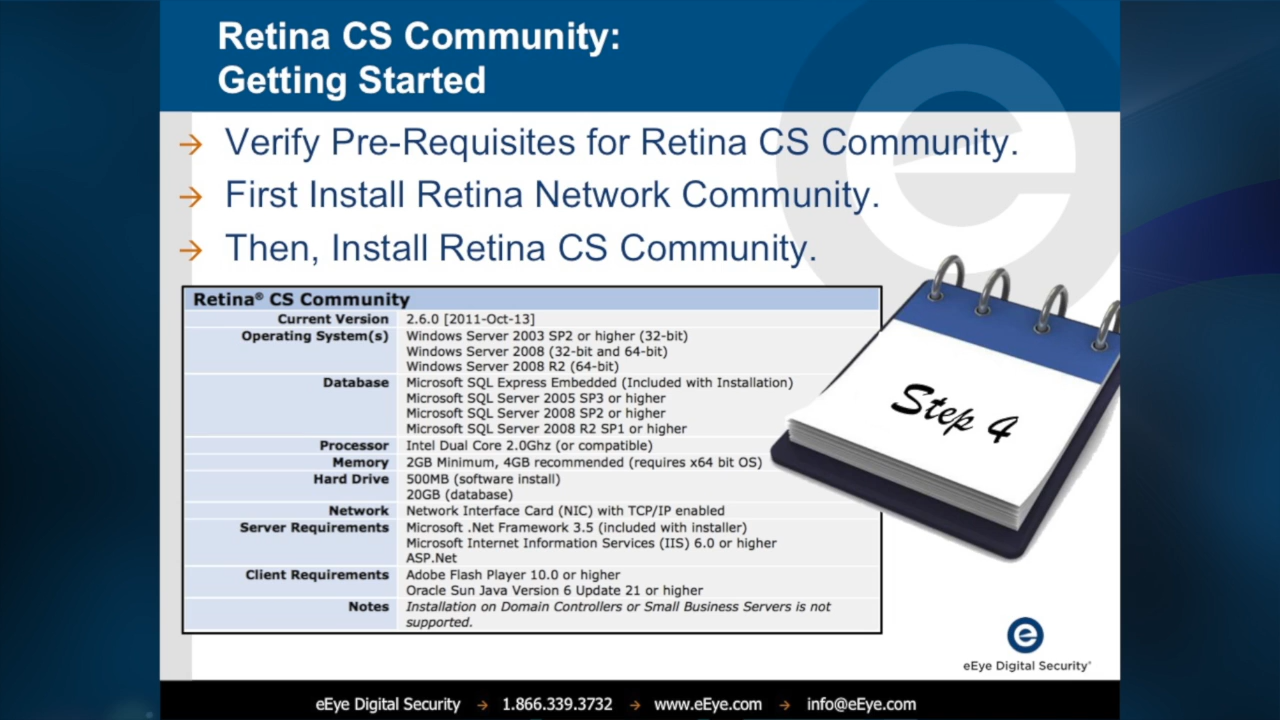 Retina CS Community:
Getting Started
→ Verify Pre-Requisites for Retina CS Community.
→ First Install Retina Network Community.
→ Then, Install Retina CS Community.
Retina® CS Community
Current Version 2.6.0 [2011-Oct-13]
Operating System(s) Windows Server 2003 SP2 or higher (32-bit)
Windows Server 2008 (32-bit and 64-bit)
Windows Server 2008 R2 (64-bit)
Database Microsoft SQL Express Embedded (Included with Installation)
Microsoft SQL Server 2005 SP3 or higher
Microsoft SQL Server 2008 SP2 or higher
Microsoft SQL Server 2008 R2 SP1 or higher
Processor Intel Dual Core 2.0Ghz (or compatible)
Memory 2GB Minimum, 4GB recommended (requires x64 bit OS)
Hard Drive 500MB (software install)
20GB (database)
Network Network Interface Card (NIC) with TCP/IP enabled
Server Requirements Microsoft .Net Framework 3.5 (included with installer)
Microsoft Internet Information Services (IIS) 6.0 or higher
ASP.Net
Client Requirements Adobe Flash Player 10.0 or higher
Oracle Sun Java Version 6 Update 21 or higher
Notes Installation on Domain Controllers or Small Business Servers is not
supported.
Step 4
e
eEye Digital Security
eEye Digital Security → 1.866.339.3732 → www.eEye.com → info@eEye.com